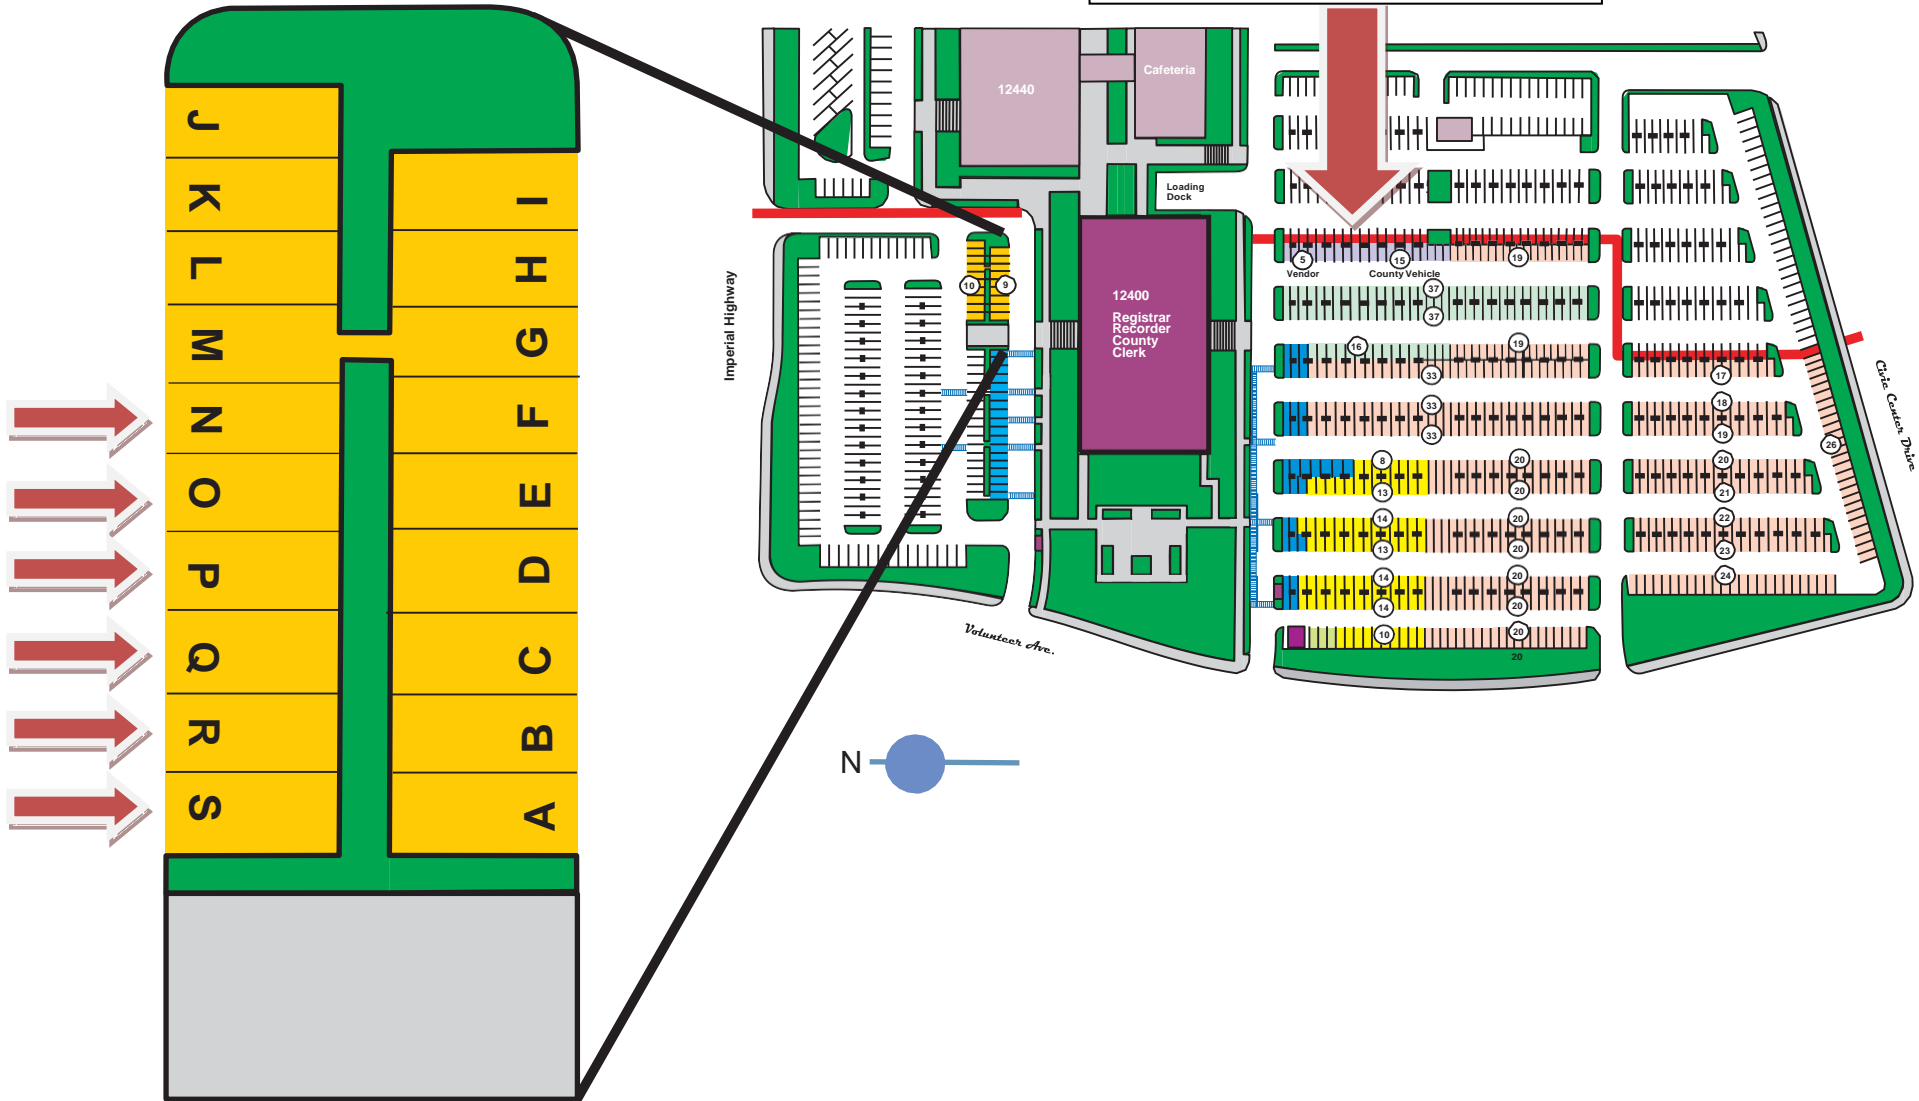 J
K
L
M
N
O
P
Q
R
S
I
H
G
F
E
D
C
B
A
12440
Cafeteria
Loading
Dock
Imperial Highway
10
9
12400
Registrar
Recorder
County
Clerk
5
15
19
Vendor
County Vehicle
37
37
16
19
33
17
33
18
33
19
26
8
20
20
13
20
21
14
20
22
13
20
23
14
20
24
14
20
10
20
20
Civic Center Drive
Volunteer Ave.
N